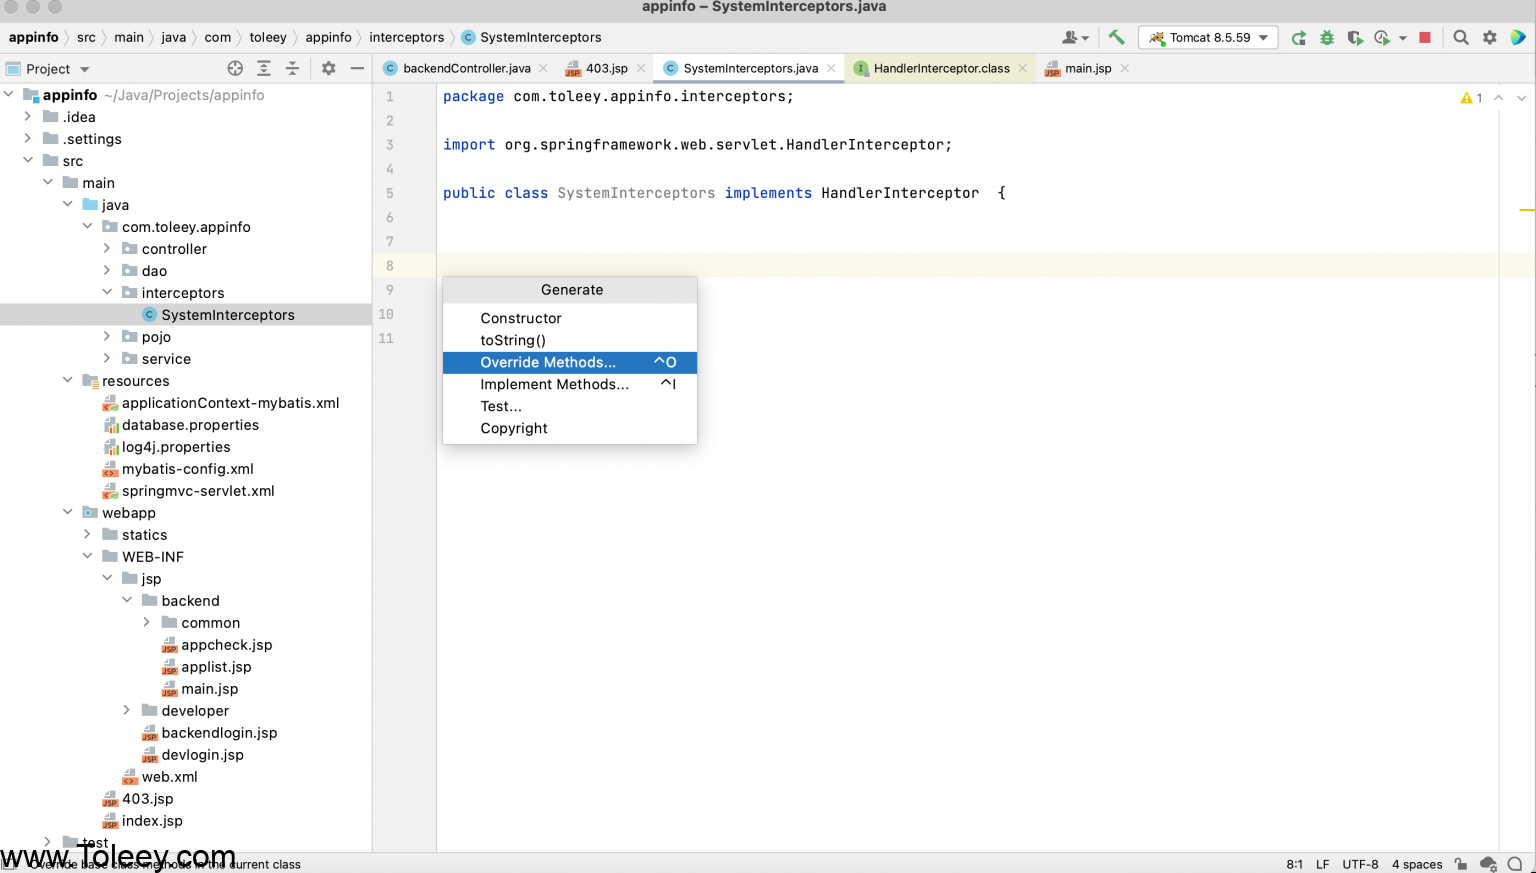 appinfo – SystemInterceptors.java
appinfo src main java com toleey appinfo interceptors SystemInterceptors
Tomcat 8.5.59
Project
backendController.java
403.jsp
SystemInterceptors.java
HandlerInterceptor.class
main.jsp
appinfo ~/Java/Projects/appinfo
.idea
.settings
src
main
java
com.toleey.appinfo
controller
dao
interceptors
SystemInterceptors
pojo
service
resources
applicationContext-mybatis.xml
database.properties
log4j.properties
mybatis-config.xml
springmvc-servlet.xml
webapp
statics
WEB-INF
jsp
backend
common
appcheck.jsp
applist.jsp
main.jsp
developer
backendlogin.jsp
devlogin.jsp
web.xml
403.jsp
index.jsp
test
1 package com.toleey.appinfo.interceptors;
2
3 import org.springframework.web.servlet.HandlerInterceptor;
4
5 public class SystemInterceptors implements HandlerInterceptor {
6
7
8
9
10
11
1
Generate
Constructor
toString()
Override Methods... ^O
Implement Methods... ^I
Test...
Copyright
www.Toleey.com
Override base class methods in the current class
8:1 LF UTF-8 4 spaces